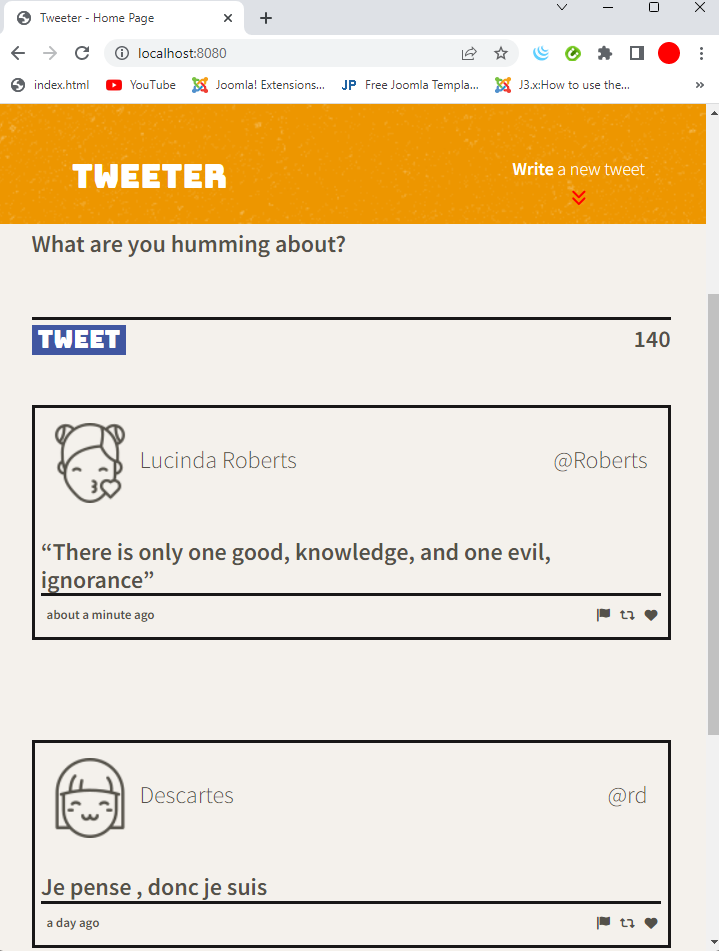 Tweeter - Home Page
localhost:8080
index.html YouTube Joomla! Extensions... JP Free Joomla Templa... J3.x:How to use the... »
TWEETER
Write a new tweet
What are you humming about?
TWEET 140
Lucinda Roberts @Roberts
“There is only one good, knowledge, and one evil,
ignorance”
about a minute ago
Descartes @rd
Je pense , donc je suis
a day ago